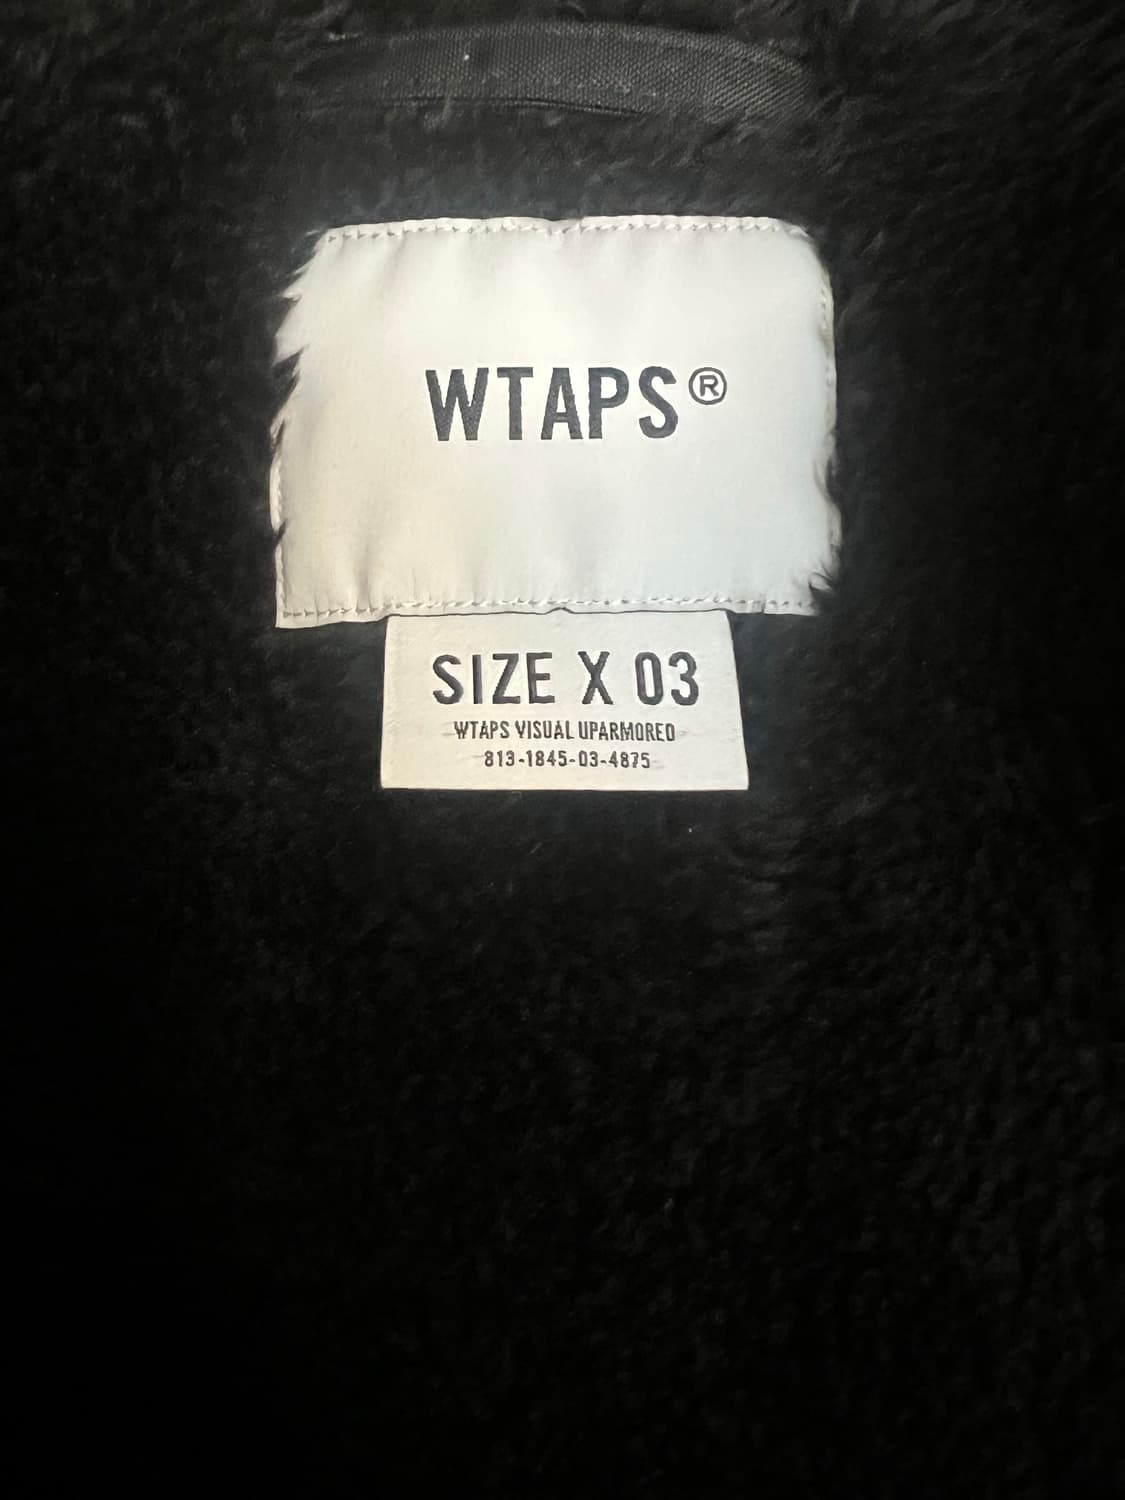 WTAPS®
SIZE X 03
WTAPS VISUAL UPARMORED
813-1845-03-4875